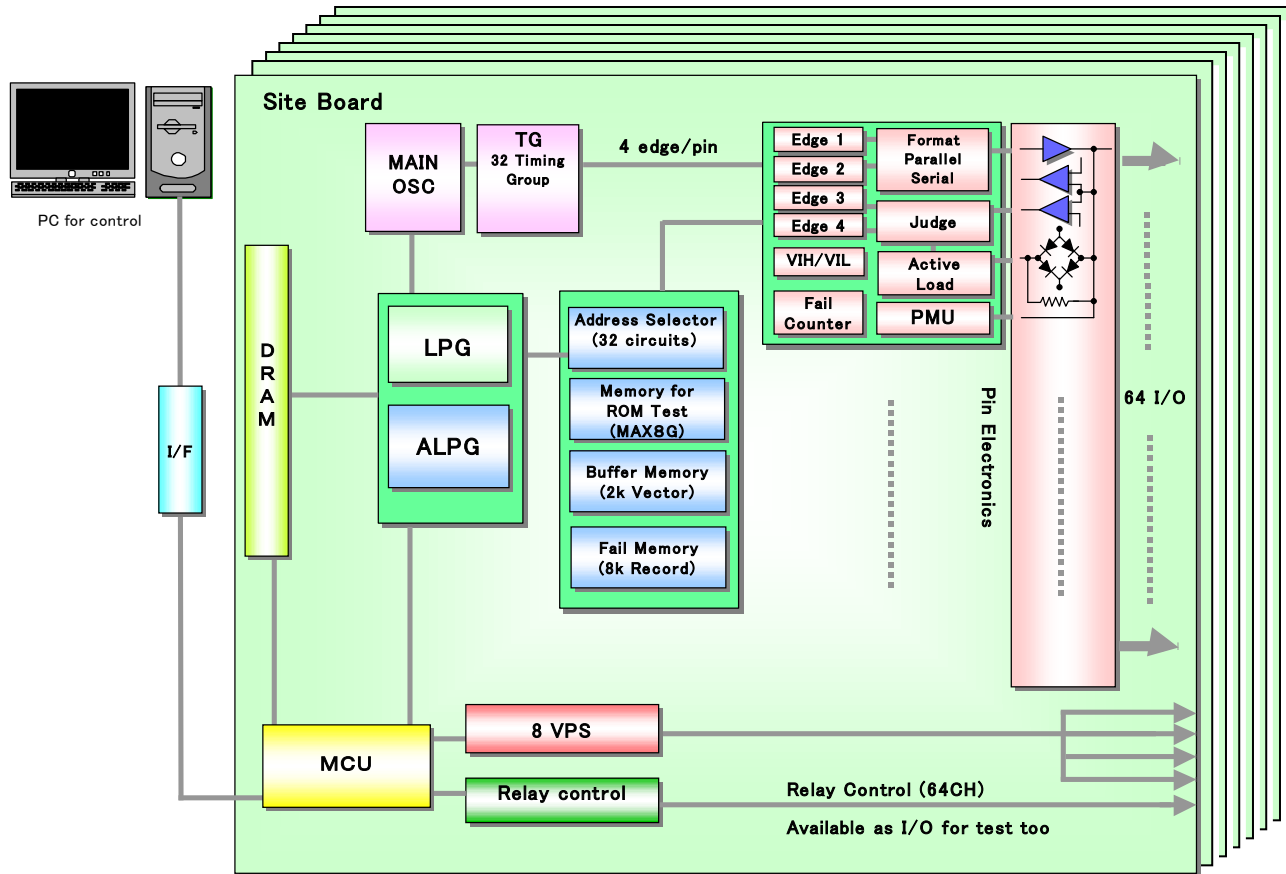 Site Board
PC for control
MAIN
OSC
TG
32 Timing
Group
4 edge/pin
Edge 1
Edge 2
Edge 3
Edge 4
Format
Parallel
Serial
Judge
VIH/VIL
Active
Load
Fail
Counter
PMU
DRAM
I/F
LPG
ALPG
Address Selector
(32 circuits)
Memory for
ROM Test
(MAX8G)
Buffer Memory
(2k Vector)
Fail Memory
(8k Record)
Pin Electronics
64 I/O
MCU
8 VPS
Relay control
Relay Control (64CH)
Available as I/O for test too